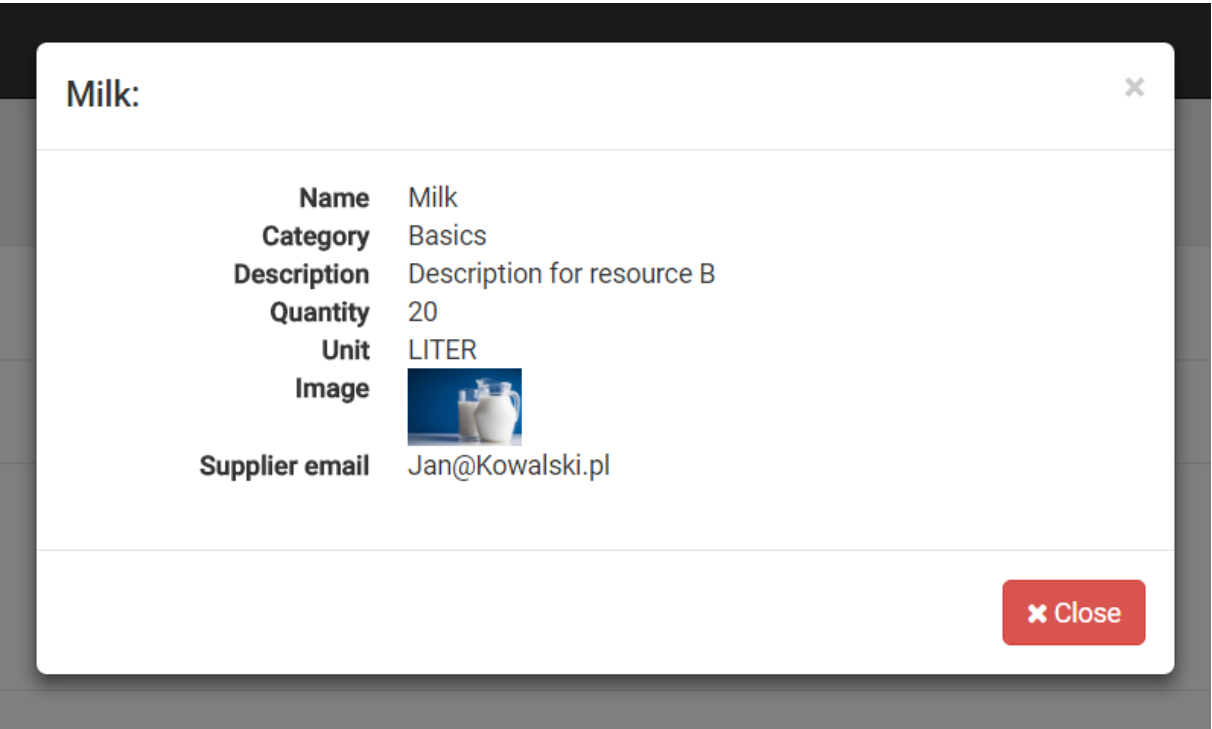 Milk:
×
Name Milk
Category Basics
Description Description for resource B
Quantity 20
Unit LITER
Image
Supplier email Jan@Kowalski.pl
✖ Close